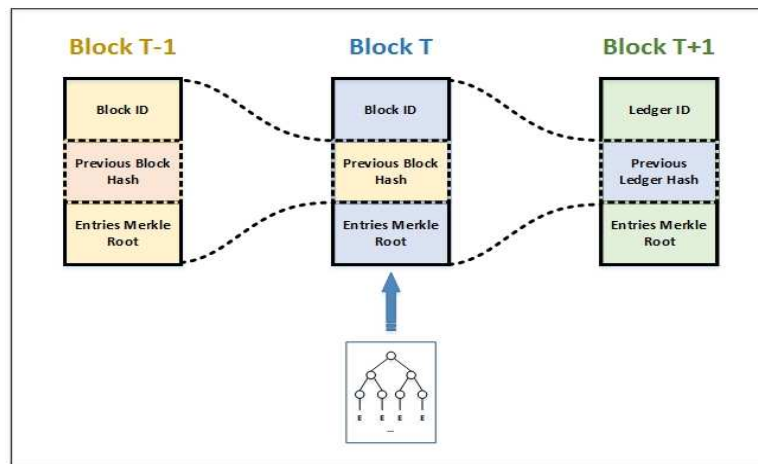 Block T-1
Block T
Block T+1
Block ID
Block ID
Ledger ID
Previous Block
Hash
Previous Block
Hash
Previous
Ledger Hash
Entries Merkle
Root
Entries Merkle
Root
Entries Merkle
Root
E E E E
...